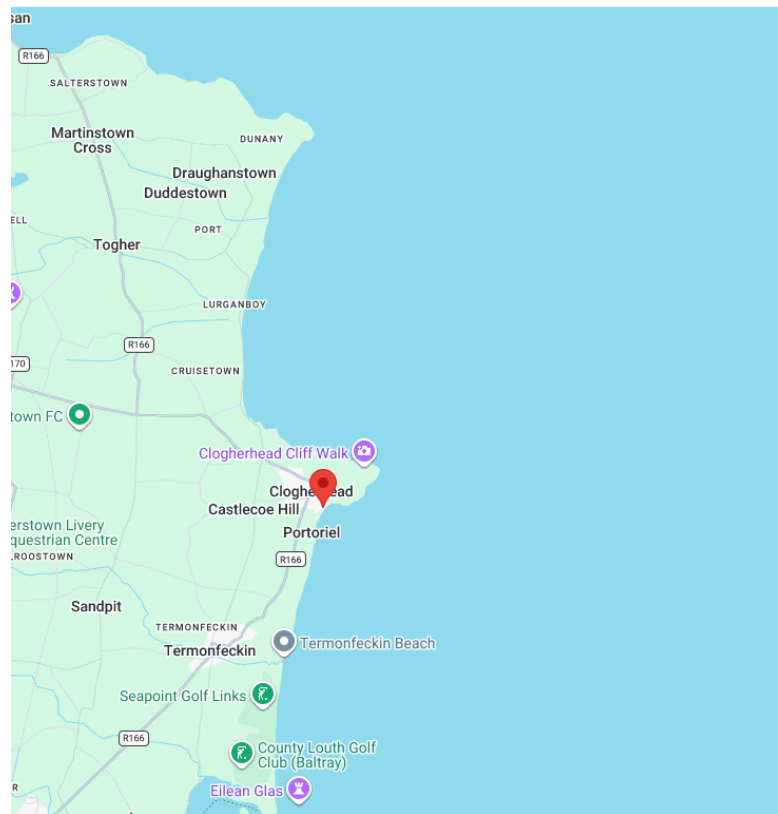 san
R166
SALTERSTOWN
Martinstown
Cross
DUNANY
Draughanstown
Duddestown
ELL
PORT
Togher
LURGANBOY
R166
170
CRUISETOWN
town FC
Clogherhead Cliff Walk
Clogherhead
Castlecoe Hill
Portoriel
erstown Livery
questrian Centre
ROOSTOWN
R166
Sandpit
TERMONFECKIN
Termonfeckin
Termonfeckin Beach
Seapoint Golf Links
R166
County Louth Golf
Club (Baltray)
Eilean Glas
R